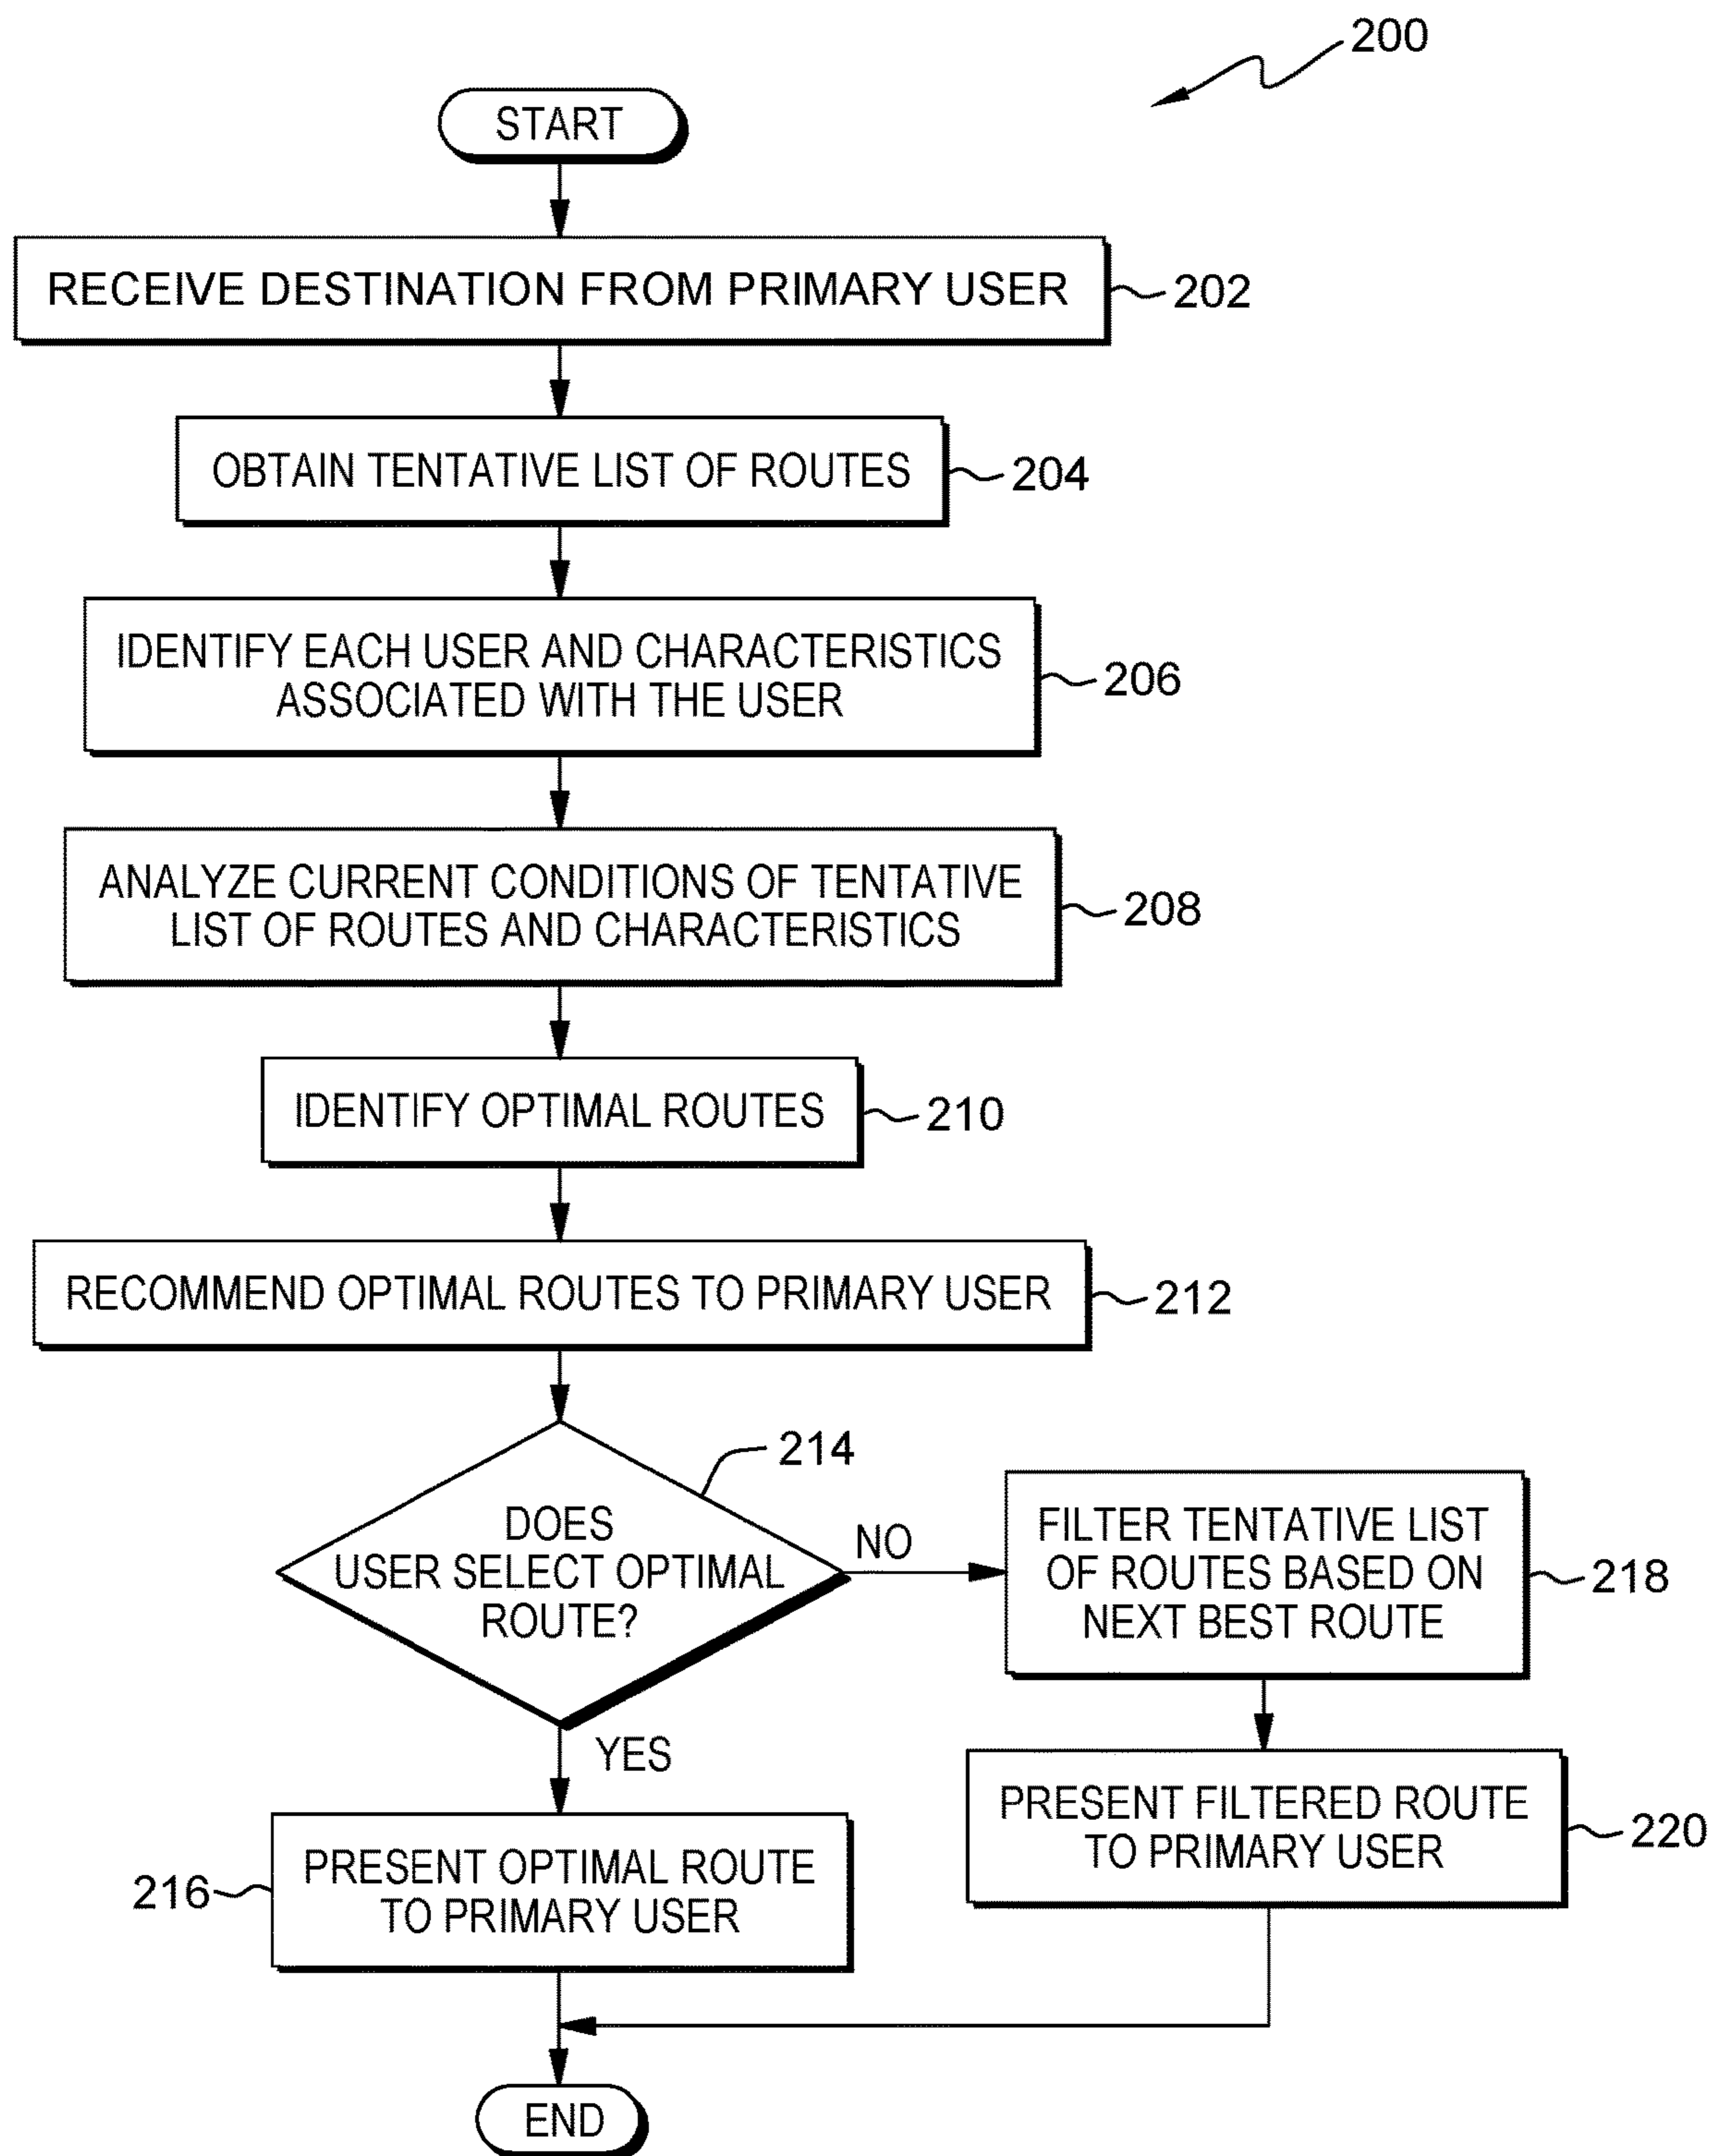 200
START
RECEIVE DESTINATION FROM PRIMARY USER
202
OBTAIN TENTATIVE LIST OF ROUTES
204
IDENTIFY EACH USER AND CHARACTERISTICS
ASSOCIATED WITH THE USER
206
ANALYZE CURRENT CONDITIONS OF TENTATIVE
LIST OF ROUTES AND CHARACTERISTICS
208
IDENTIFY OPTIMAL ROUTES
210
RECOMMEND OPTIMAL ROUTES TO PRIMARY USER
212
214
DOES
USER SELECT OPTIMAL
ROUTE?
NO
FILTER TENTATIVE LIST
OF ROUTES BASED ON
NEXT BEST ROUTE
218
YES
PRESENT FILTERED ROUTE
TO PRIMARY USER
220
216
PRESENT OPTIMAL ROUTE
TO PRIMARY USER
END